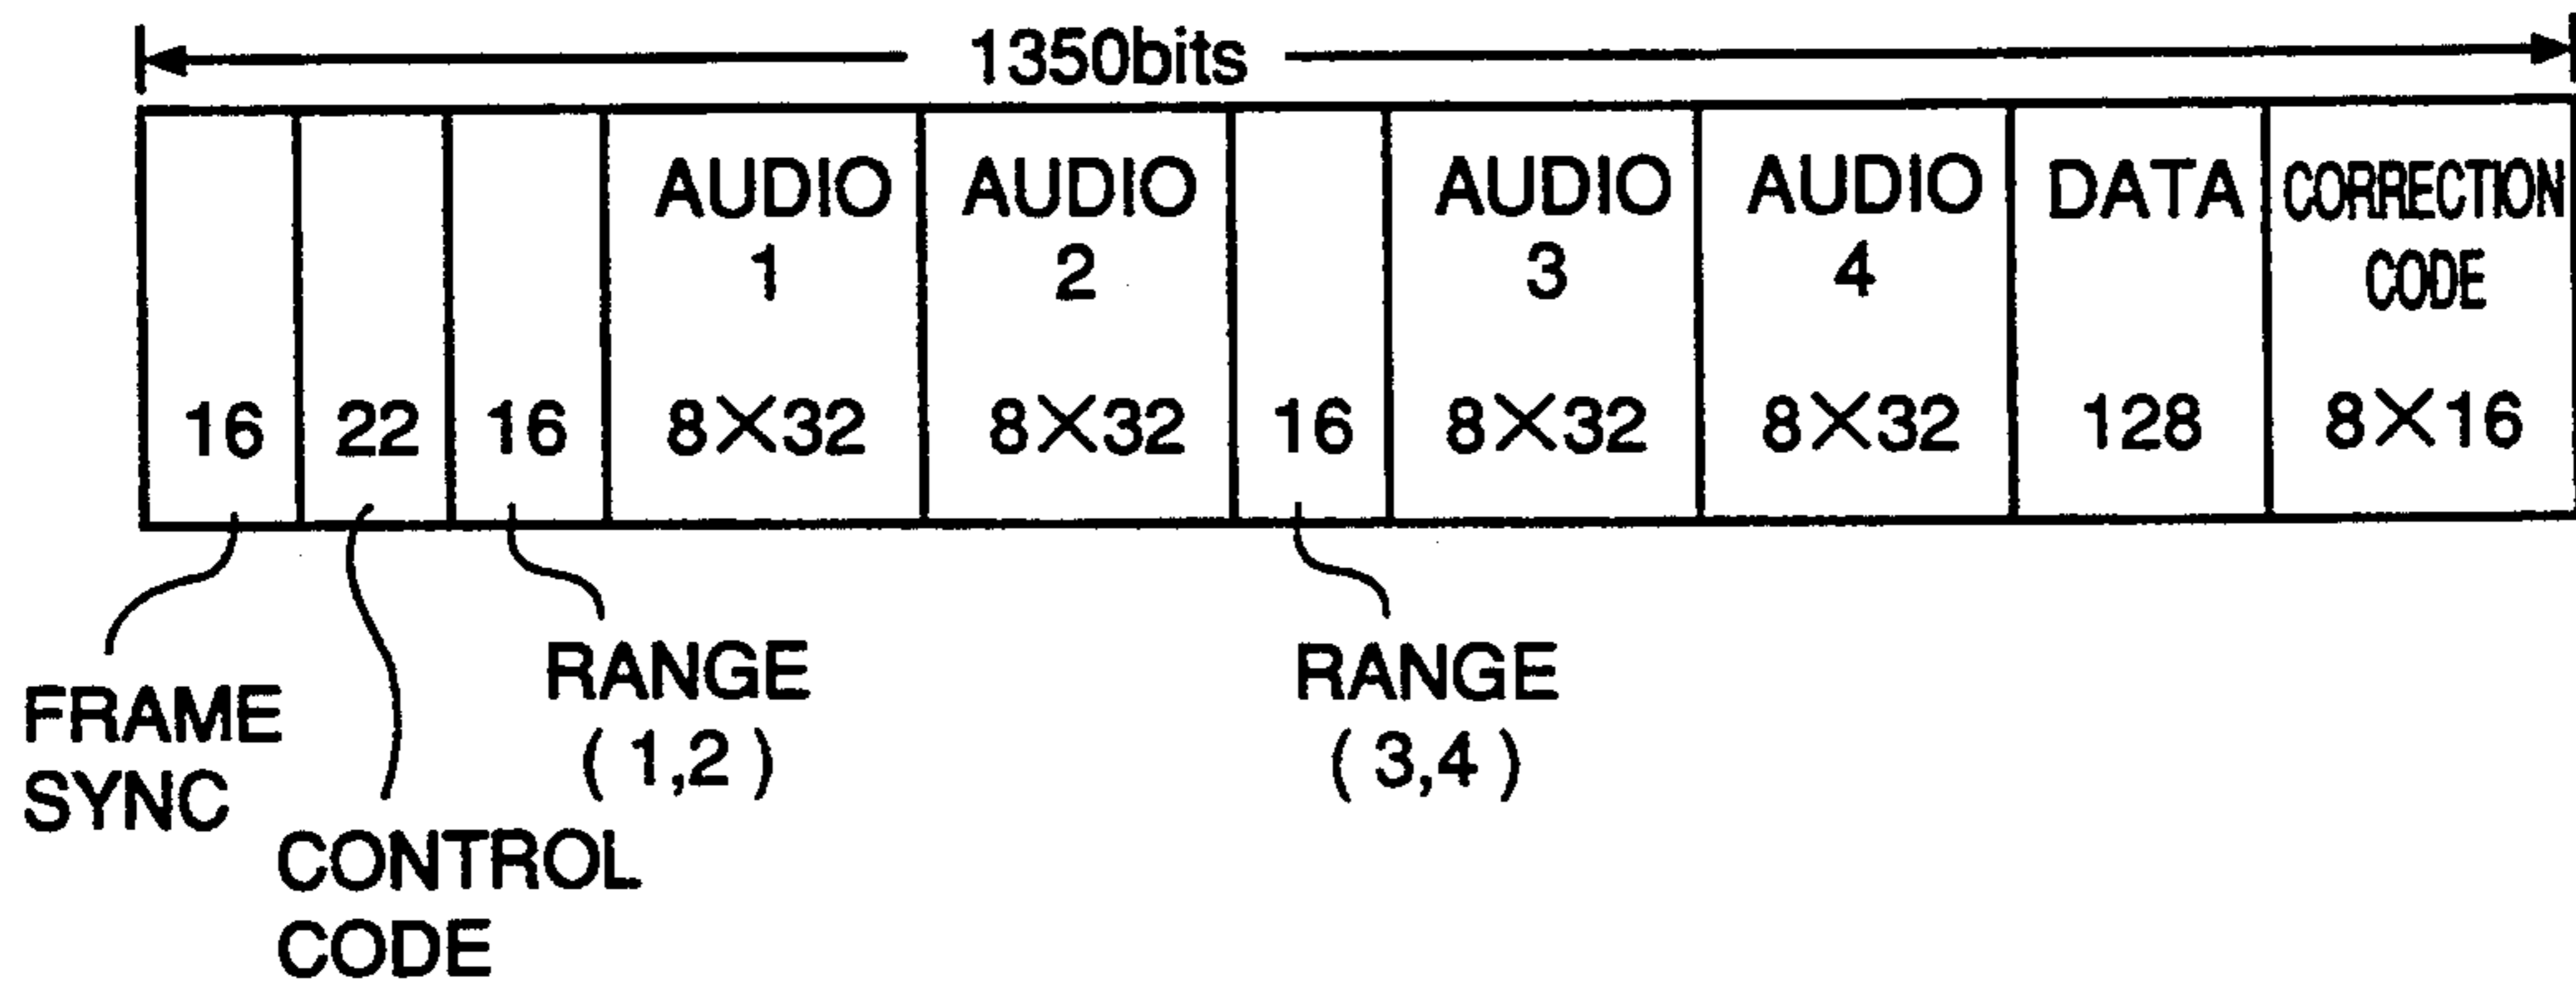 1350bits
AUDIO
1
AUDIO
2
AUDIO
3
AUDIO
4
DATA
CORRECTION
CODE
16
22
16
8×32
8×32
16
8×32
8×32
128
8×16
FRAME
SYNC
CONTROL
CODE
RANGE
( 1,2 )
RANGE
( 3,4 )